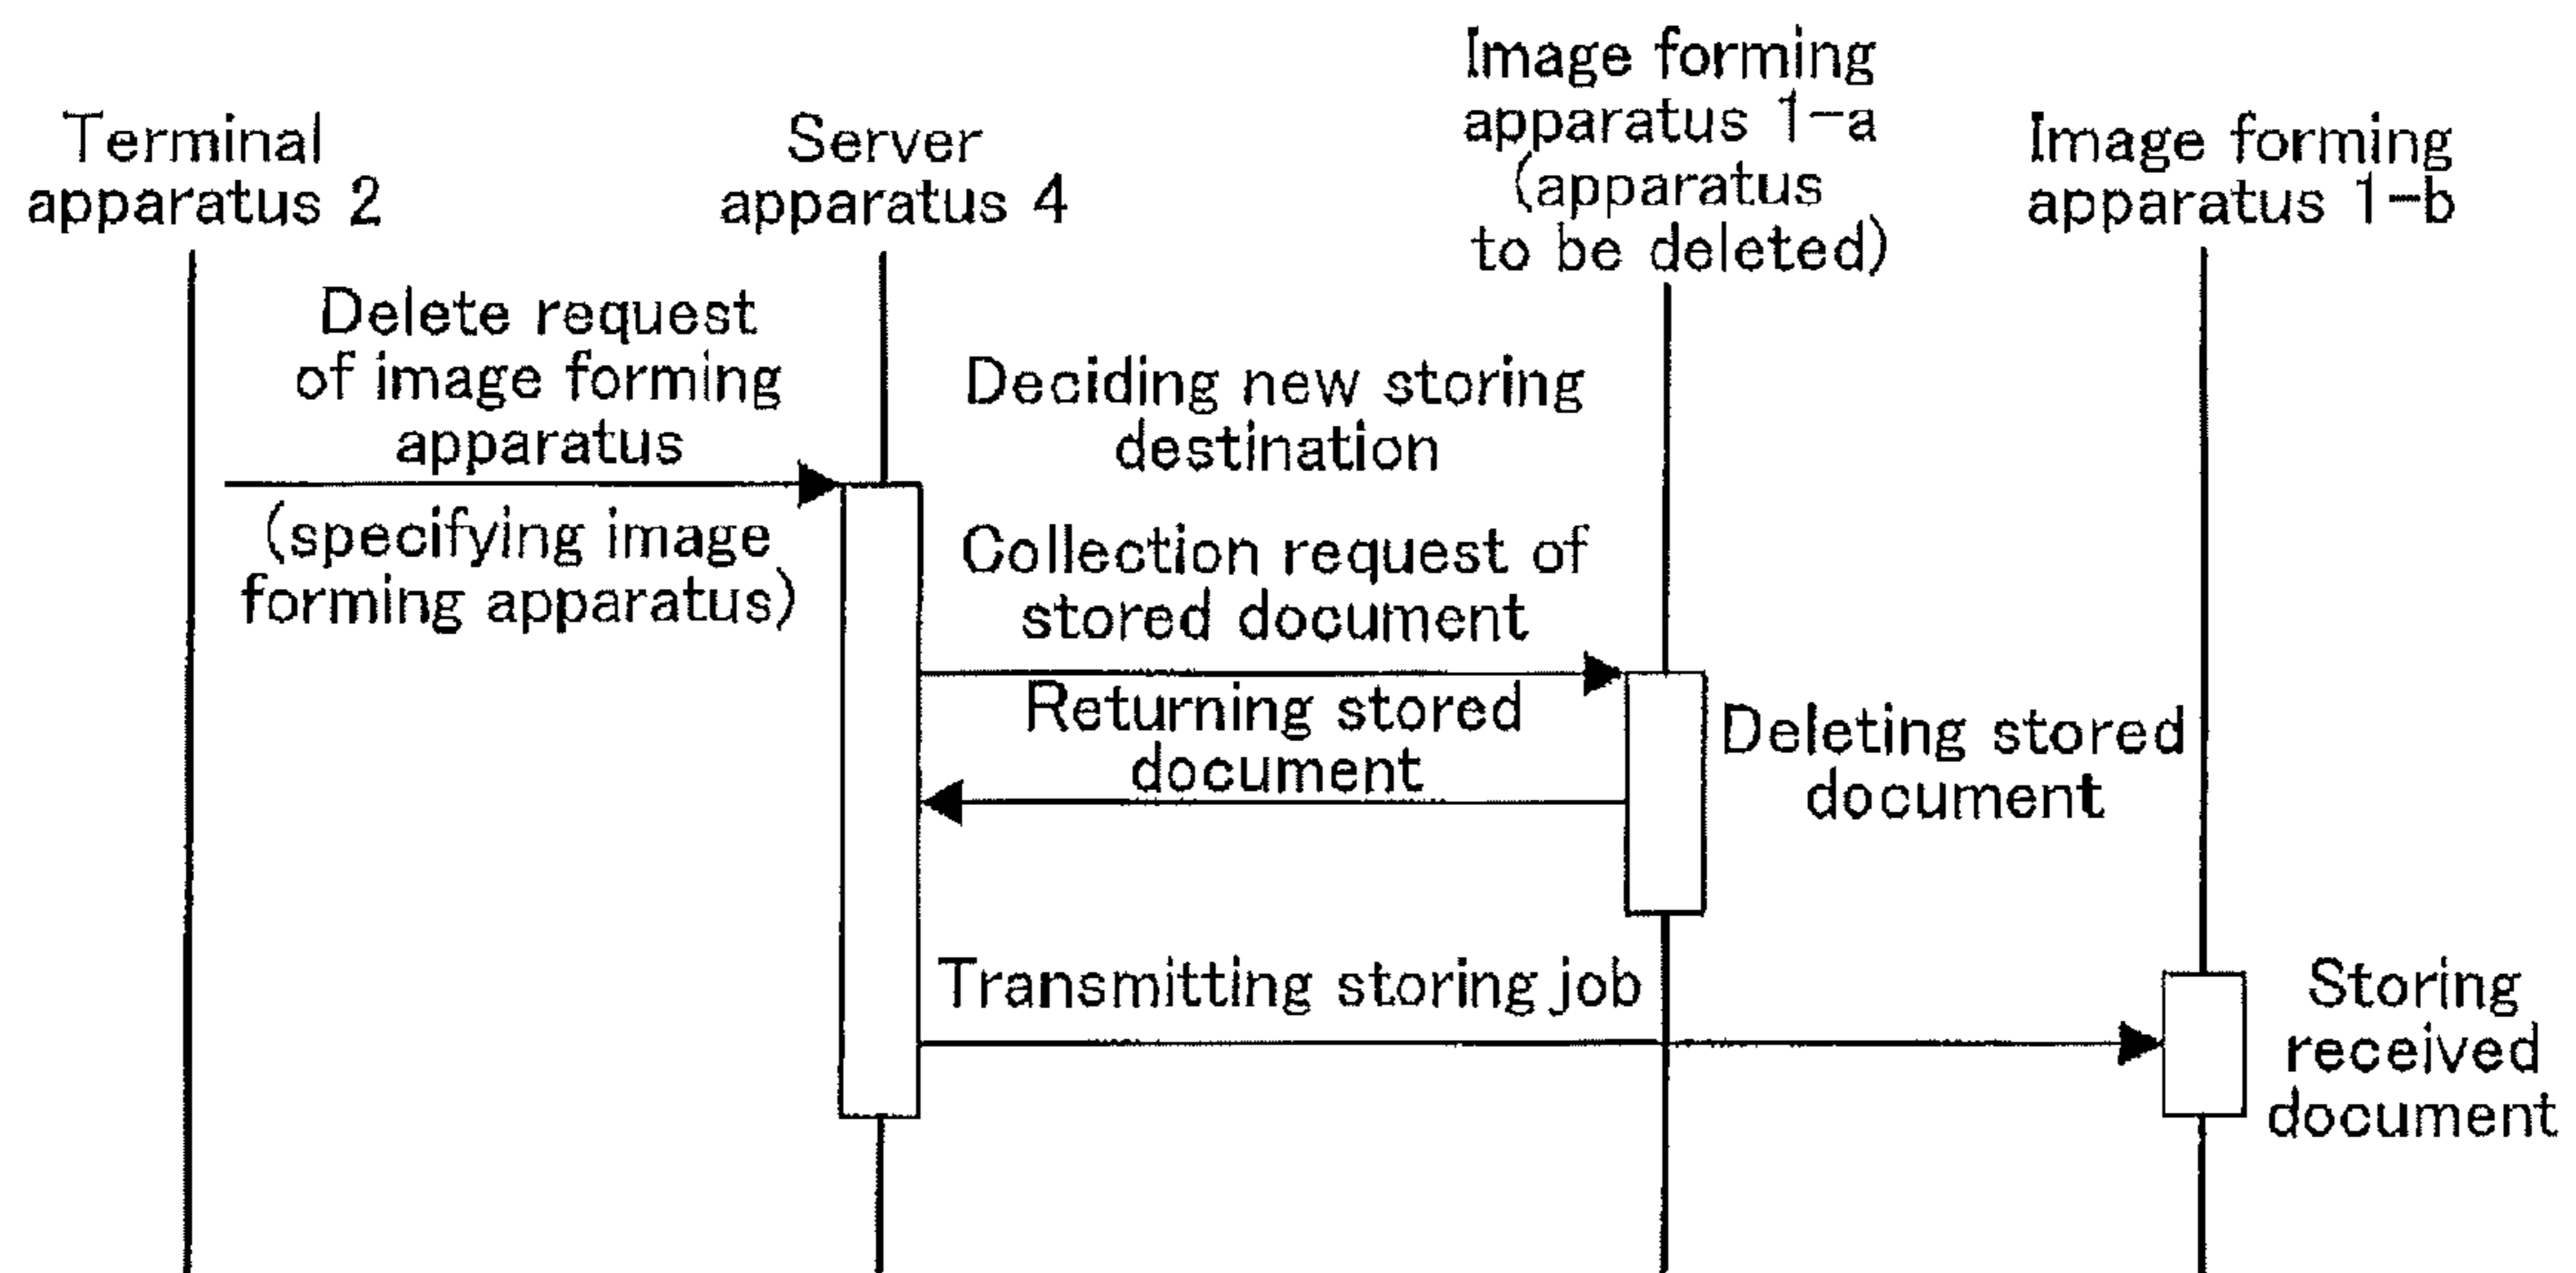 Terminal
apparatus 2
Server
apparatus 4
Image forming
apparatus 1-a
(apparatus
to be deleted)
Image forming
apparatus 1-b
Delete request
of image forming
apparatus
(specifying image
forming apparatus)
Deciding new storing
destination
Collection request of
stored document
Returning stored
document
Deleting stored
document
Transmitting storing job
Storing
received
document